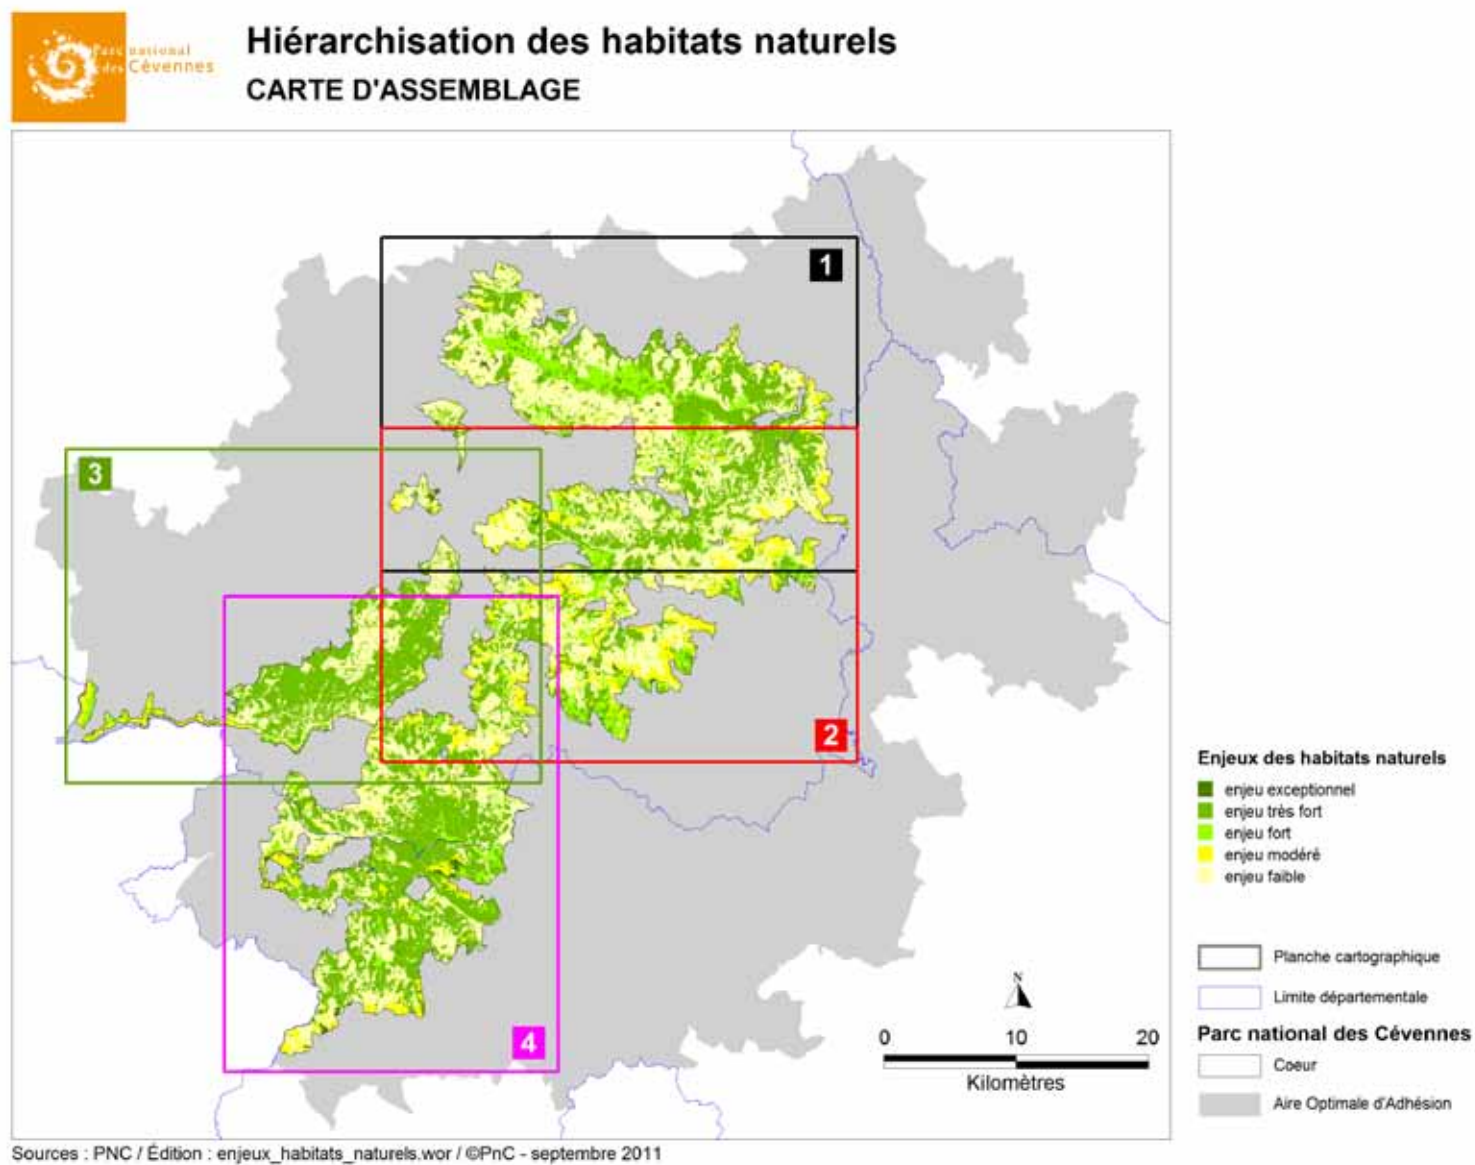 Parc national
des Cévennes
Hiérarchisation des habitats naturels
CARTE D'ASSEMBLAGE
1
3
2
4
Enjeux des habitats naturels
enjeu exceptionnel
enjeu très fort
enjeu fort
enjeu modéré
enjeu faible
Planche cartographique
Limite départementale
Parc national des Cévennes
Coeur
Aire Optimale d'Adhésion
N
0 10 20
Kilomètres
Sources : PNC / Édition : enjeux_habitats_naturels.wor / ©PnC - septembre 2011